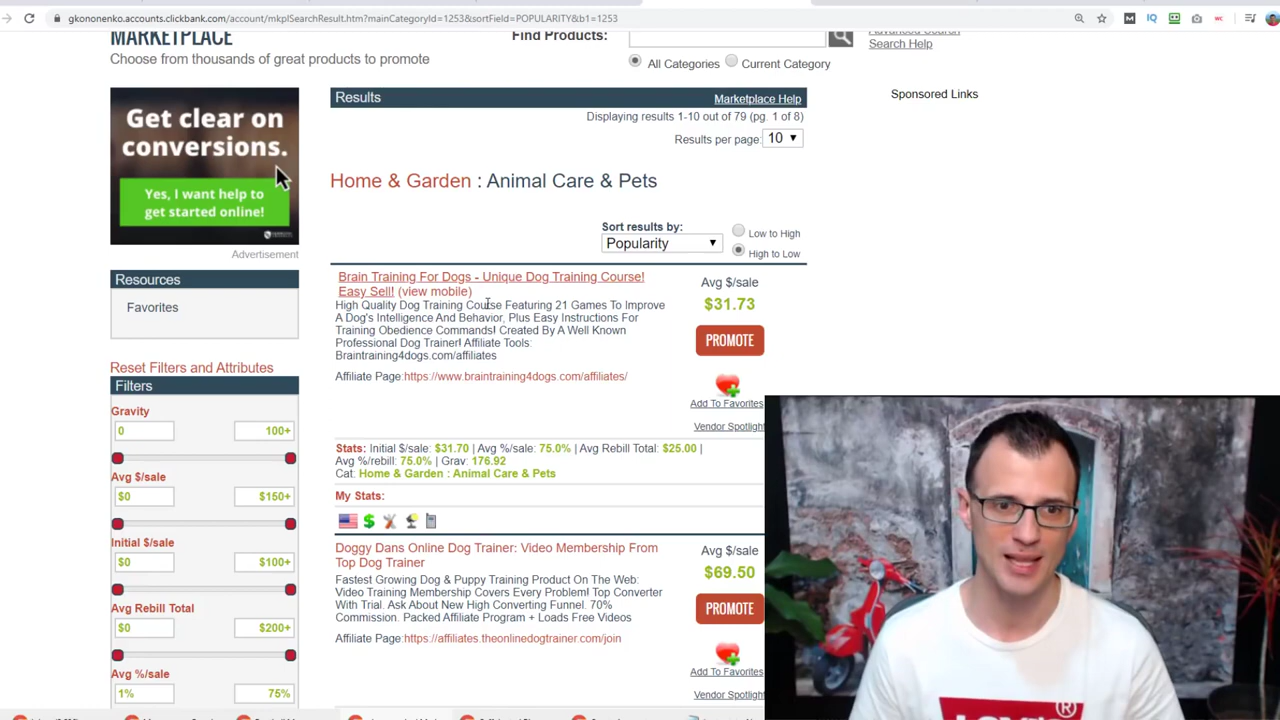 gkononenko.accounts.clickbank.com/account/mkplSearchResult.htm?mainCategoryId=1253&sortField=POPULARITY&b1=1253
MARKETPLACE
Choose from thousands of great products to promote
Find Products:
Search Help
All Categories
Current Category
Get clear on
conversions.
Yes, I want help to
get started online!
Advertisement
Results
Marketplace Help
Sponsored Links
Displaying results 1-10 out of 79 (pg. 1 of 8)
Results per page: 10
Home & Garden : Animal Care & Pets
Sort results by:
Popularity
Low to High
High to Low
Resources
Favorites
Reset Filters and Attributes
Filters
Gravity
0 100+
Avg $/sale
$0 $150+
Initial $/sale
$0 $100+
Avg Rebill Total
$0 $200+
Avg %/sale
1% 75%
Brain Training For Dogs - Unique Dog Training Course!
Easy Sell! (view mobile)
High Quality Dog Training Course Featuring 21 Games To Improve
A Dog's Intelligence And Behavior, Plus Easy Instructions For
Training Obedience Commands! Created By A Well Known
Professional Dog Trainer! Affiliate Tools:
Braintraining4dogs.com/affiliates
Affiliate Page:https://www.braintraining4dogs.com/affiliates/
Avg $/sale
$31.73
PROMOTE
Add To Favorites
Vendor Spotlight
Stats: Initial $/sale: $31.70 | Avg %/sale: 75.0% | Avg Rebill Total: $25.00 |
Avg %/rebill: 75.0% | Grav: 176.92
Cat: Home & Garden : Animal Care & Pets
My Stats:
Doggy Dans Online Dog Trainer: Video Membership From
Top Dog Trainer
Fastest Growing Dog & Puppy Training Product On The Web:
Video Training Membership Covers Every Problem! Top Converter
With Trial. Ask About New High Converting Funnel. 70%
Commission. Packed Affiliate Program + Loads Free Videos
Affiliate Page:https://affiliates.theonlinedogtrainer.com/join
Avg $/sale
$69.50
PROMOTE
Add To Favorites
Vendor Spotlight